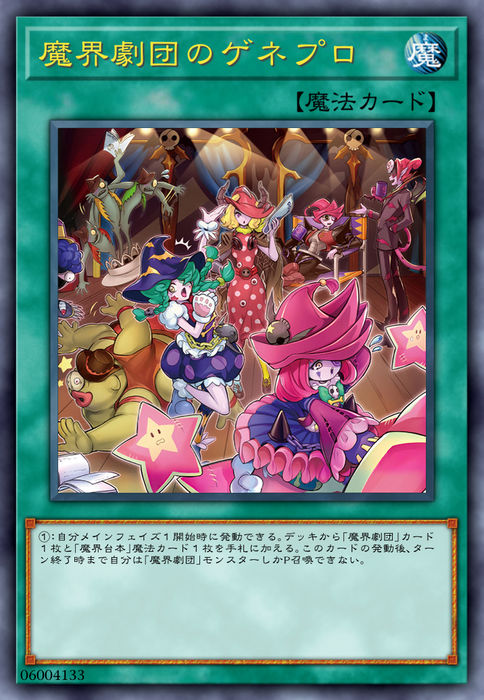 魔界劇団のゲネプロ
魔
【魔法カード】
①:自分メインフェイズ1開始時に発動できる。デッキから「魔界劇団」カード
1枚と「魔界台本」魔法カード1枚を手札に加える。このカードの発動後、ターン
終了時まで自分は「魔界劇団」モンスターしかP召喚できない。
06004133